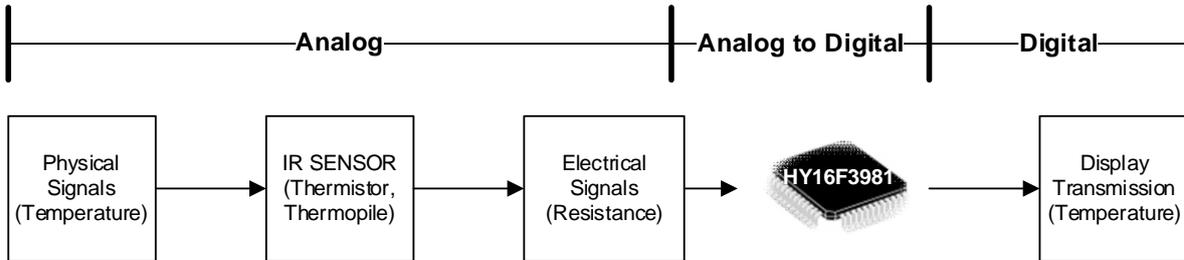 Analog
Analog to Digital
Digital
Physical
Signals
(Temperature)
IR SENSOR
(Thermistor,
Thermopile)
Electrical
Signals
(Resistance)
HY16F3981
Display
Transmission
(Temperature)